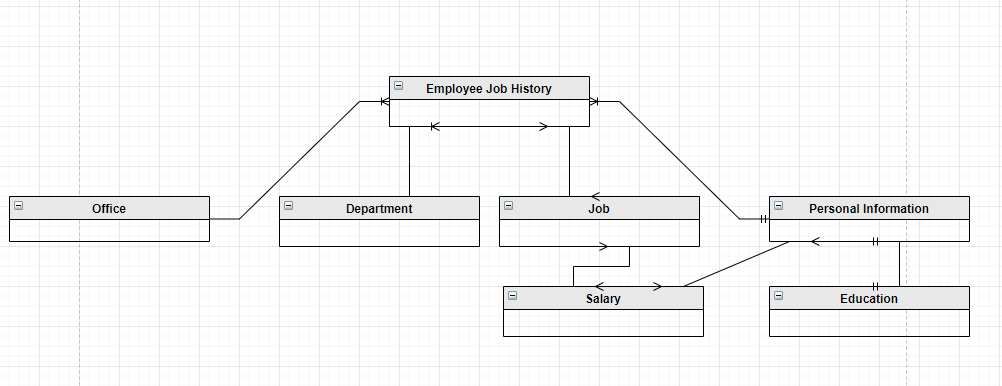 Employee Job History
Office
Department
Job
Personal Information
Salary
Education